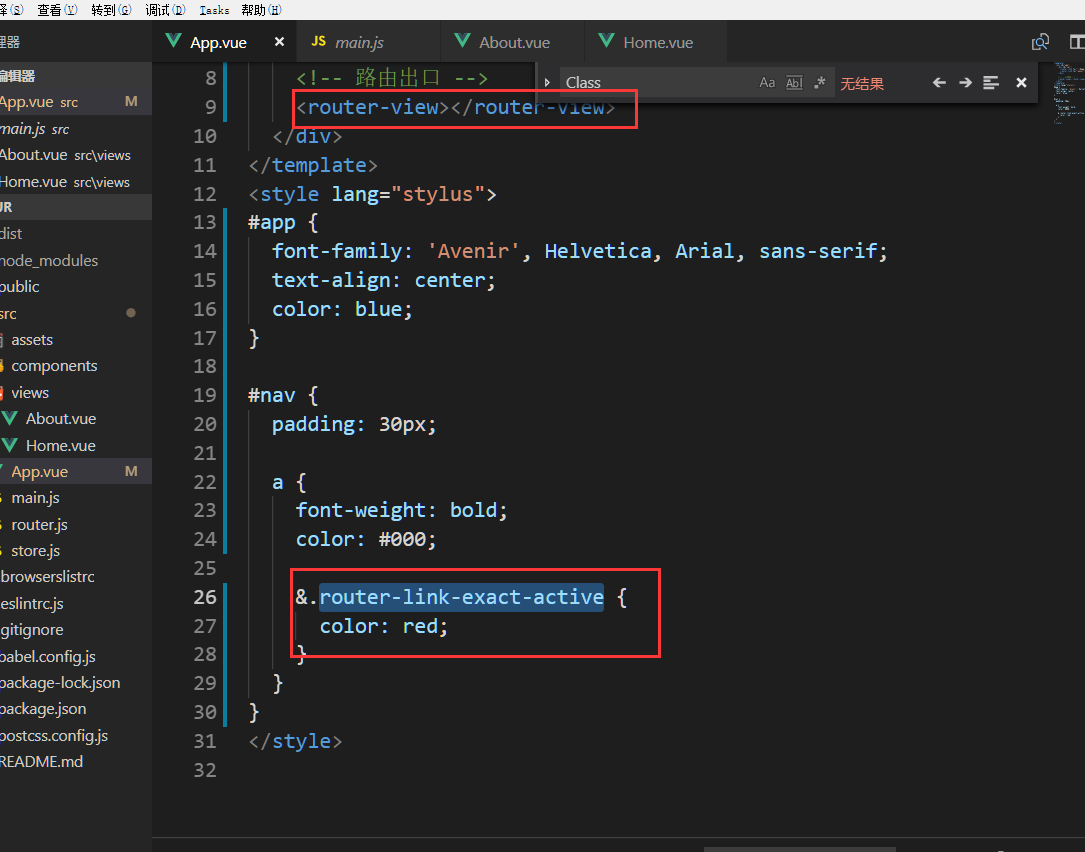 择(S) 查看(V) 转到(G) 调试(D) Tasks 帮助(H)
理器
App.vue × JS main.js About.vue Home.vue
编辑器
App.vue src M
main.js src
About.vue src\views
Home.vue src\views
UR
dist
node_modules
public
src
assets
components
views
About.vue
Home.vue
App.vue M
main.js
router.js
store.js
browserslistrc
eslintrc.js
gitignore
babel.config.js
package-lock.json
package.json
postcss.config.js
README.md
Class Aa Abl .* 无结果
8 <!-- 路由出口 -->
9 <router-view></router-view>
10 </div>
11 </template>
12 <style lang="stylus">
13 #app {
14 font-family: 'Avenir', Helvetica, Arial, sans-serif;
15 text-align: center;
16 color: blue;
17 }
18
19 #nav {
20 padding: 30px;
21
22 a {
23 font-weight: bold;
24 color: #000;
25
26 &.router-link-exact-active {
27 color: red;
28 }
29 }
30 }
31 </style>
32